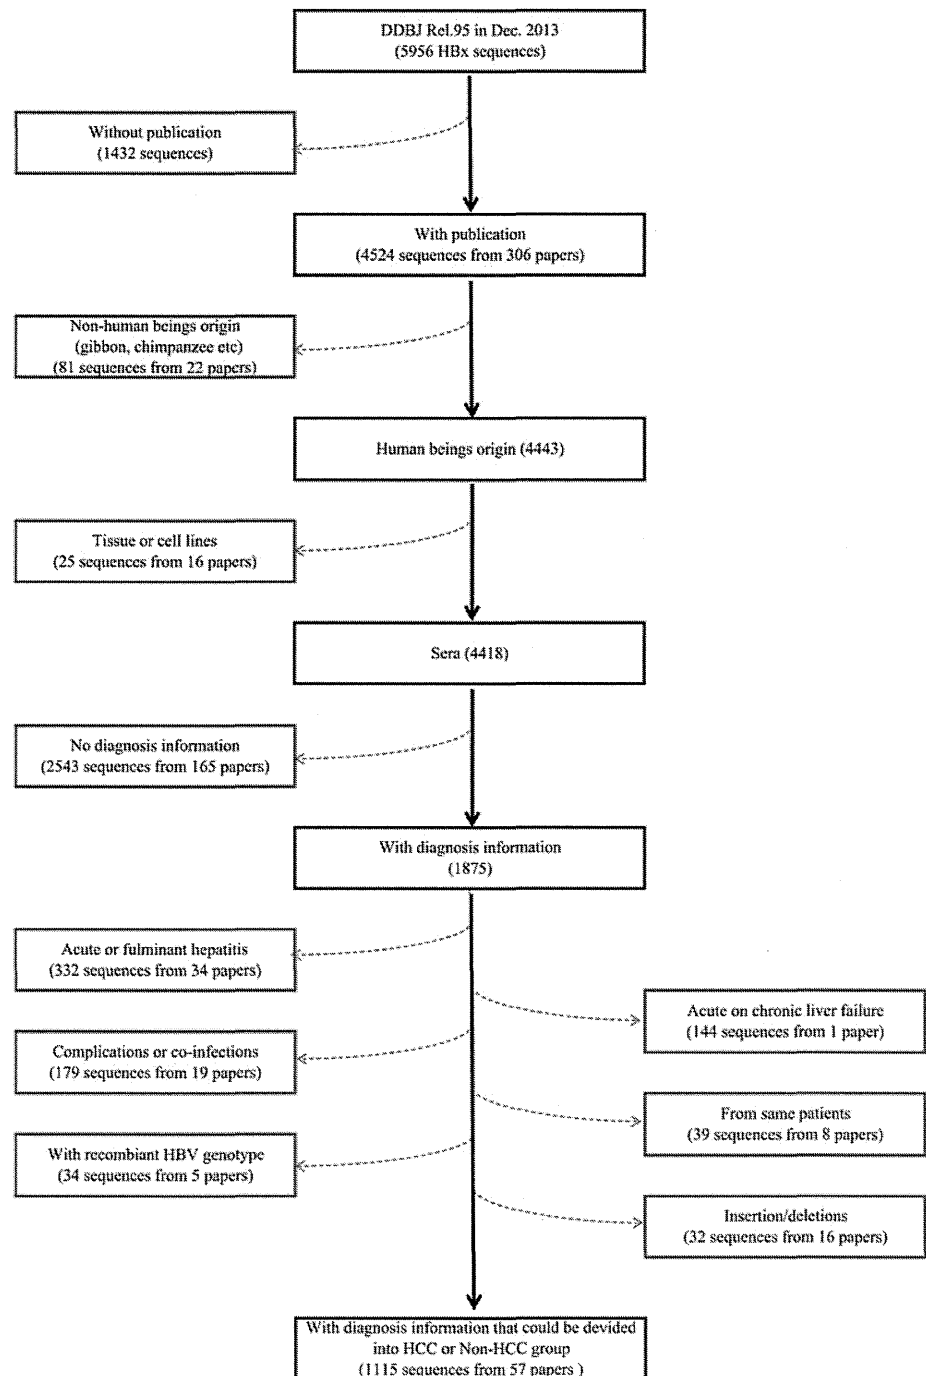 DDBJ Rel.95 in Dec. 2013
(5956 HBx sequences)
Without publication
(1432 sequences)
With publication
(4524 sequences from 306 papers)
Non-human beings origin
(gibbon, chimpanzee etc)
(81 sequences from 22 papers)
Human beings origin (4443)
Tissue or cell lines
(25 sequences from 16 papers)
Sera (4418)
No diagnosis information
(2543 sequences from 165 papers)
With diagnosis information
(1875)
Acute or fulminant hepatitis
(332 sequences from 34 papers)
Acute on chronic liver failure
(144 sequences from 1 paper)
Complications or co-infections
(179 sequences from 19 papers)
From same patients
(39 sequences from 8 papers)
With recombiant HBV genotype
(34 sequences from 5 papers)
Insertion/deletions
(32 sequences from 16 papers)
With diagnosis information that could be devided
into HCC or Non-HCC group
(1115 sequences from 57 papers )